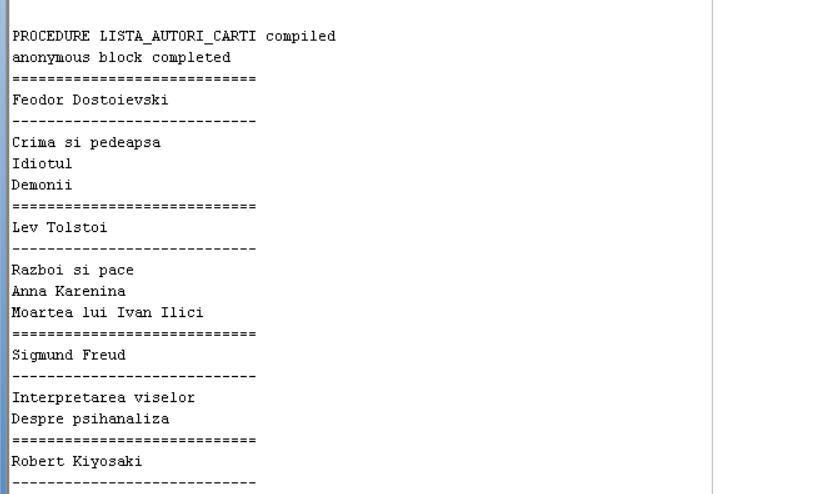 PROCEDURE LISTA_AUTORI_CARTI compiled
anonymous block completed
============================
Feodor Dostoievski
----------------------------
Crima si pedeapsa
Idiotul
Demonii
============================
Lev Tolstoi
----------------------------
Razboi si pace
Anna Karenina
Moartea lui Ivan Ilici
============================
Sigmund Freud
----------------------------
Interpretarea viselor
Despre psihanaliza
============================
Robert Kiyosaki
----------------------------